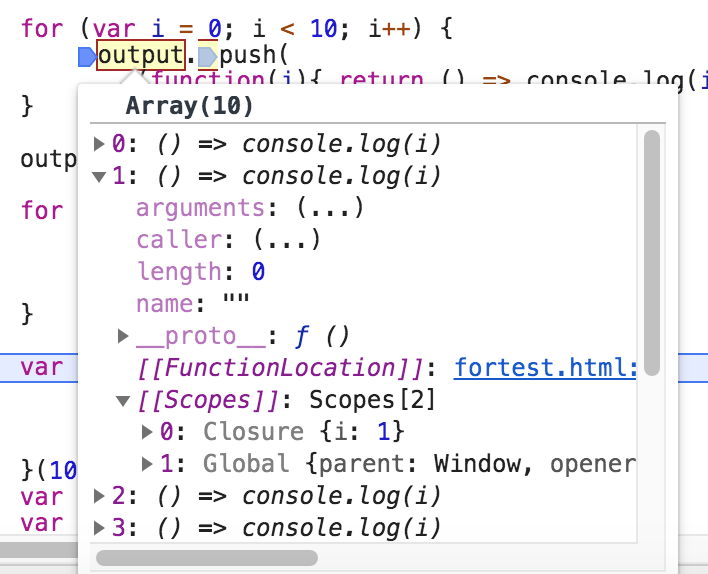 for (var i = 0; i < 10; i++) {
output.push(
(function(i){ return () => console.log(i
}
Array(10)
0: () => console.log(i)
1: () => console.log(i)
outp
arguments: (...)
for
caller: (...)
length: 0
name: ""
}
__proto__: ƒ ()
var
[[FunctionLocation]]: fortest.html:
[[Scopes]]: Scopes[2]
0: Closure {i: 1}
}(10
1: Global {parent: Window, opener
var
2: () => console.log(i)
var
3: () => console.log(i)